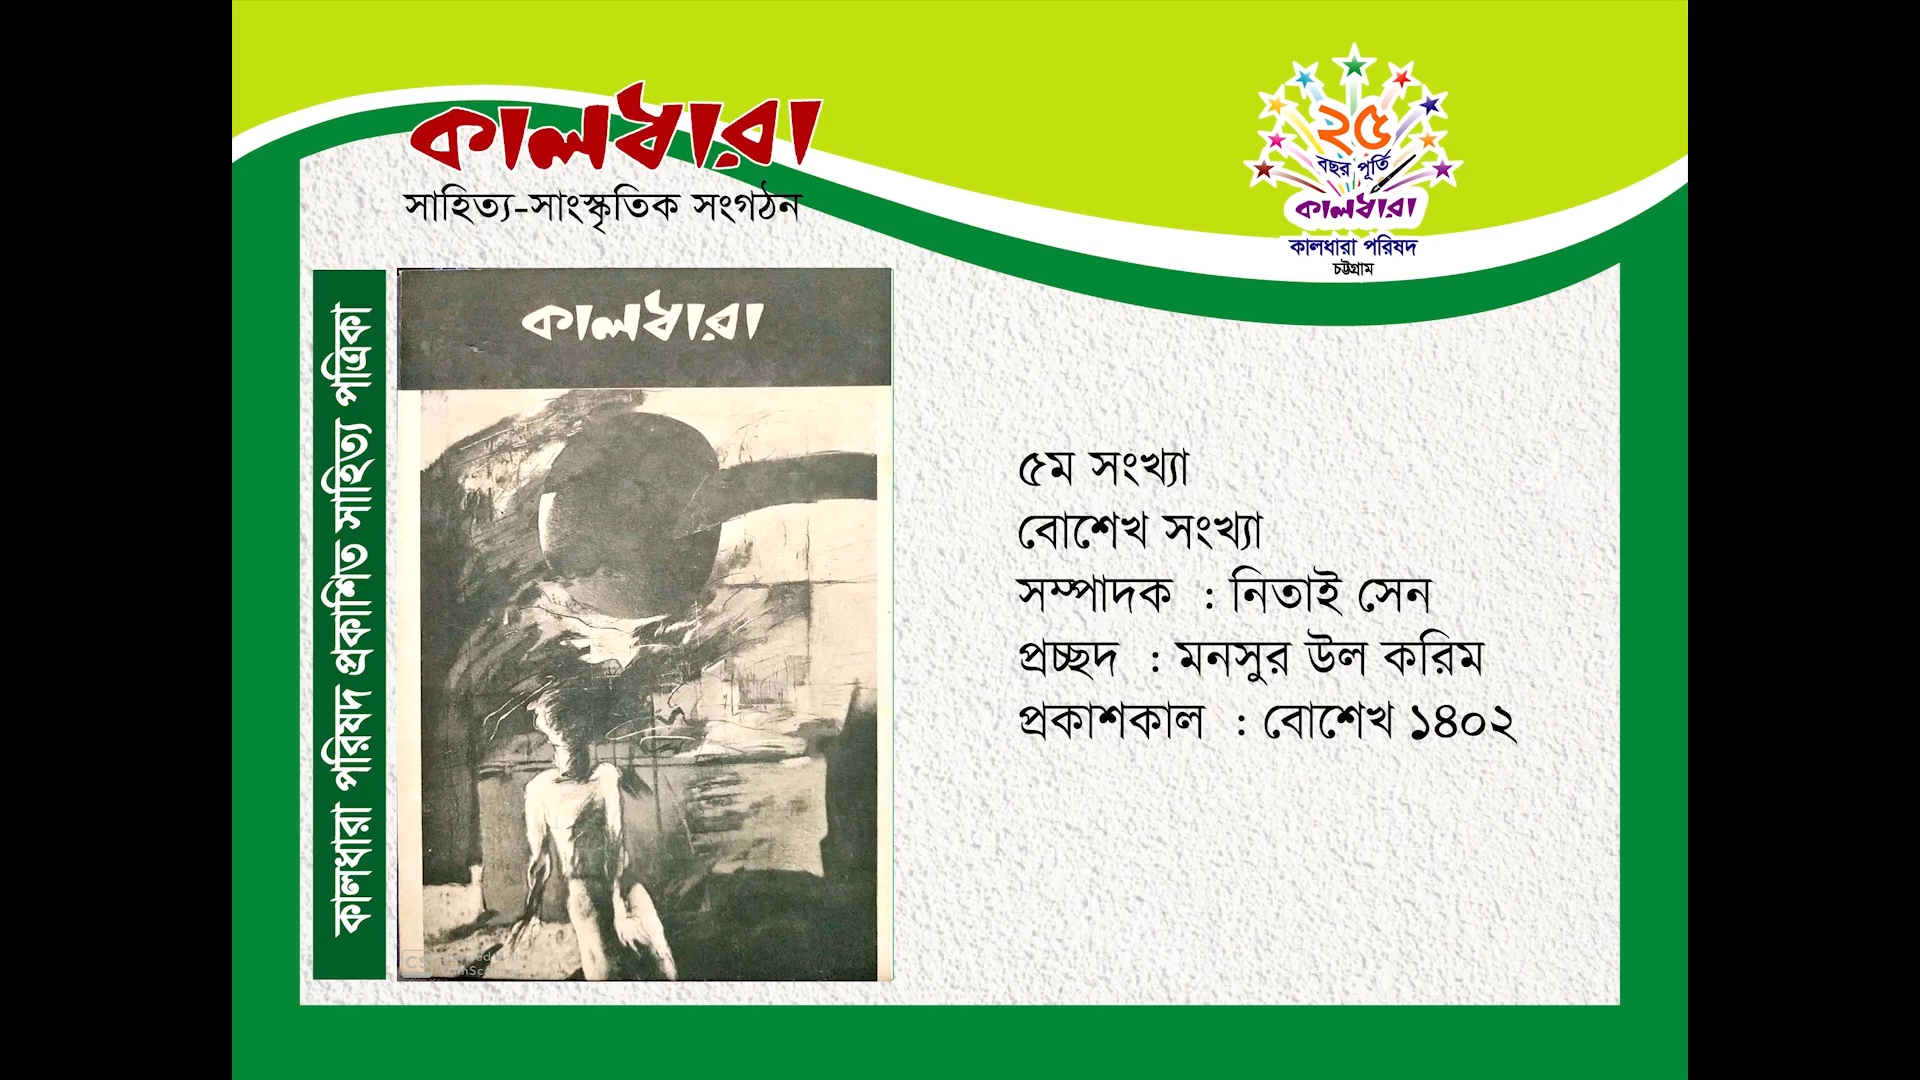 কালধারা
সাহিত্য-সাংস্কৃতিক সংগঠন
২৫
বছর পূর্তি
কালধারা
কালধারা পরিষদ
চট্টগ্রাম
কালধারা পরিষদ প্রকাশিত সাহিত্য পত্রিকা
কালধারা
৫ম সংখ্যা
বোশেখ সংখ্যা
সম্পাদক : নিতাই সেন
প্রচ্ছদ : মনসুর উল করিম
প্রকাশকাল : বোশেখ ১৪০২
CS